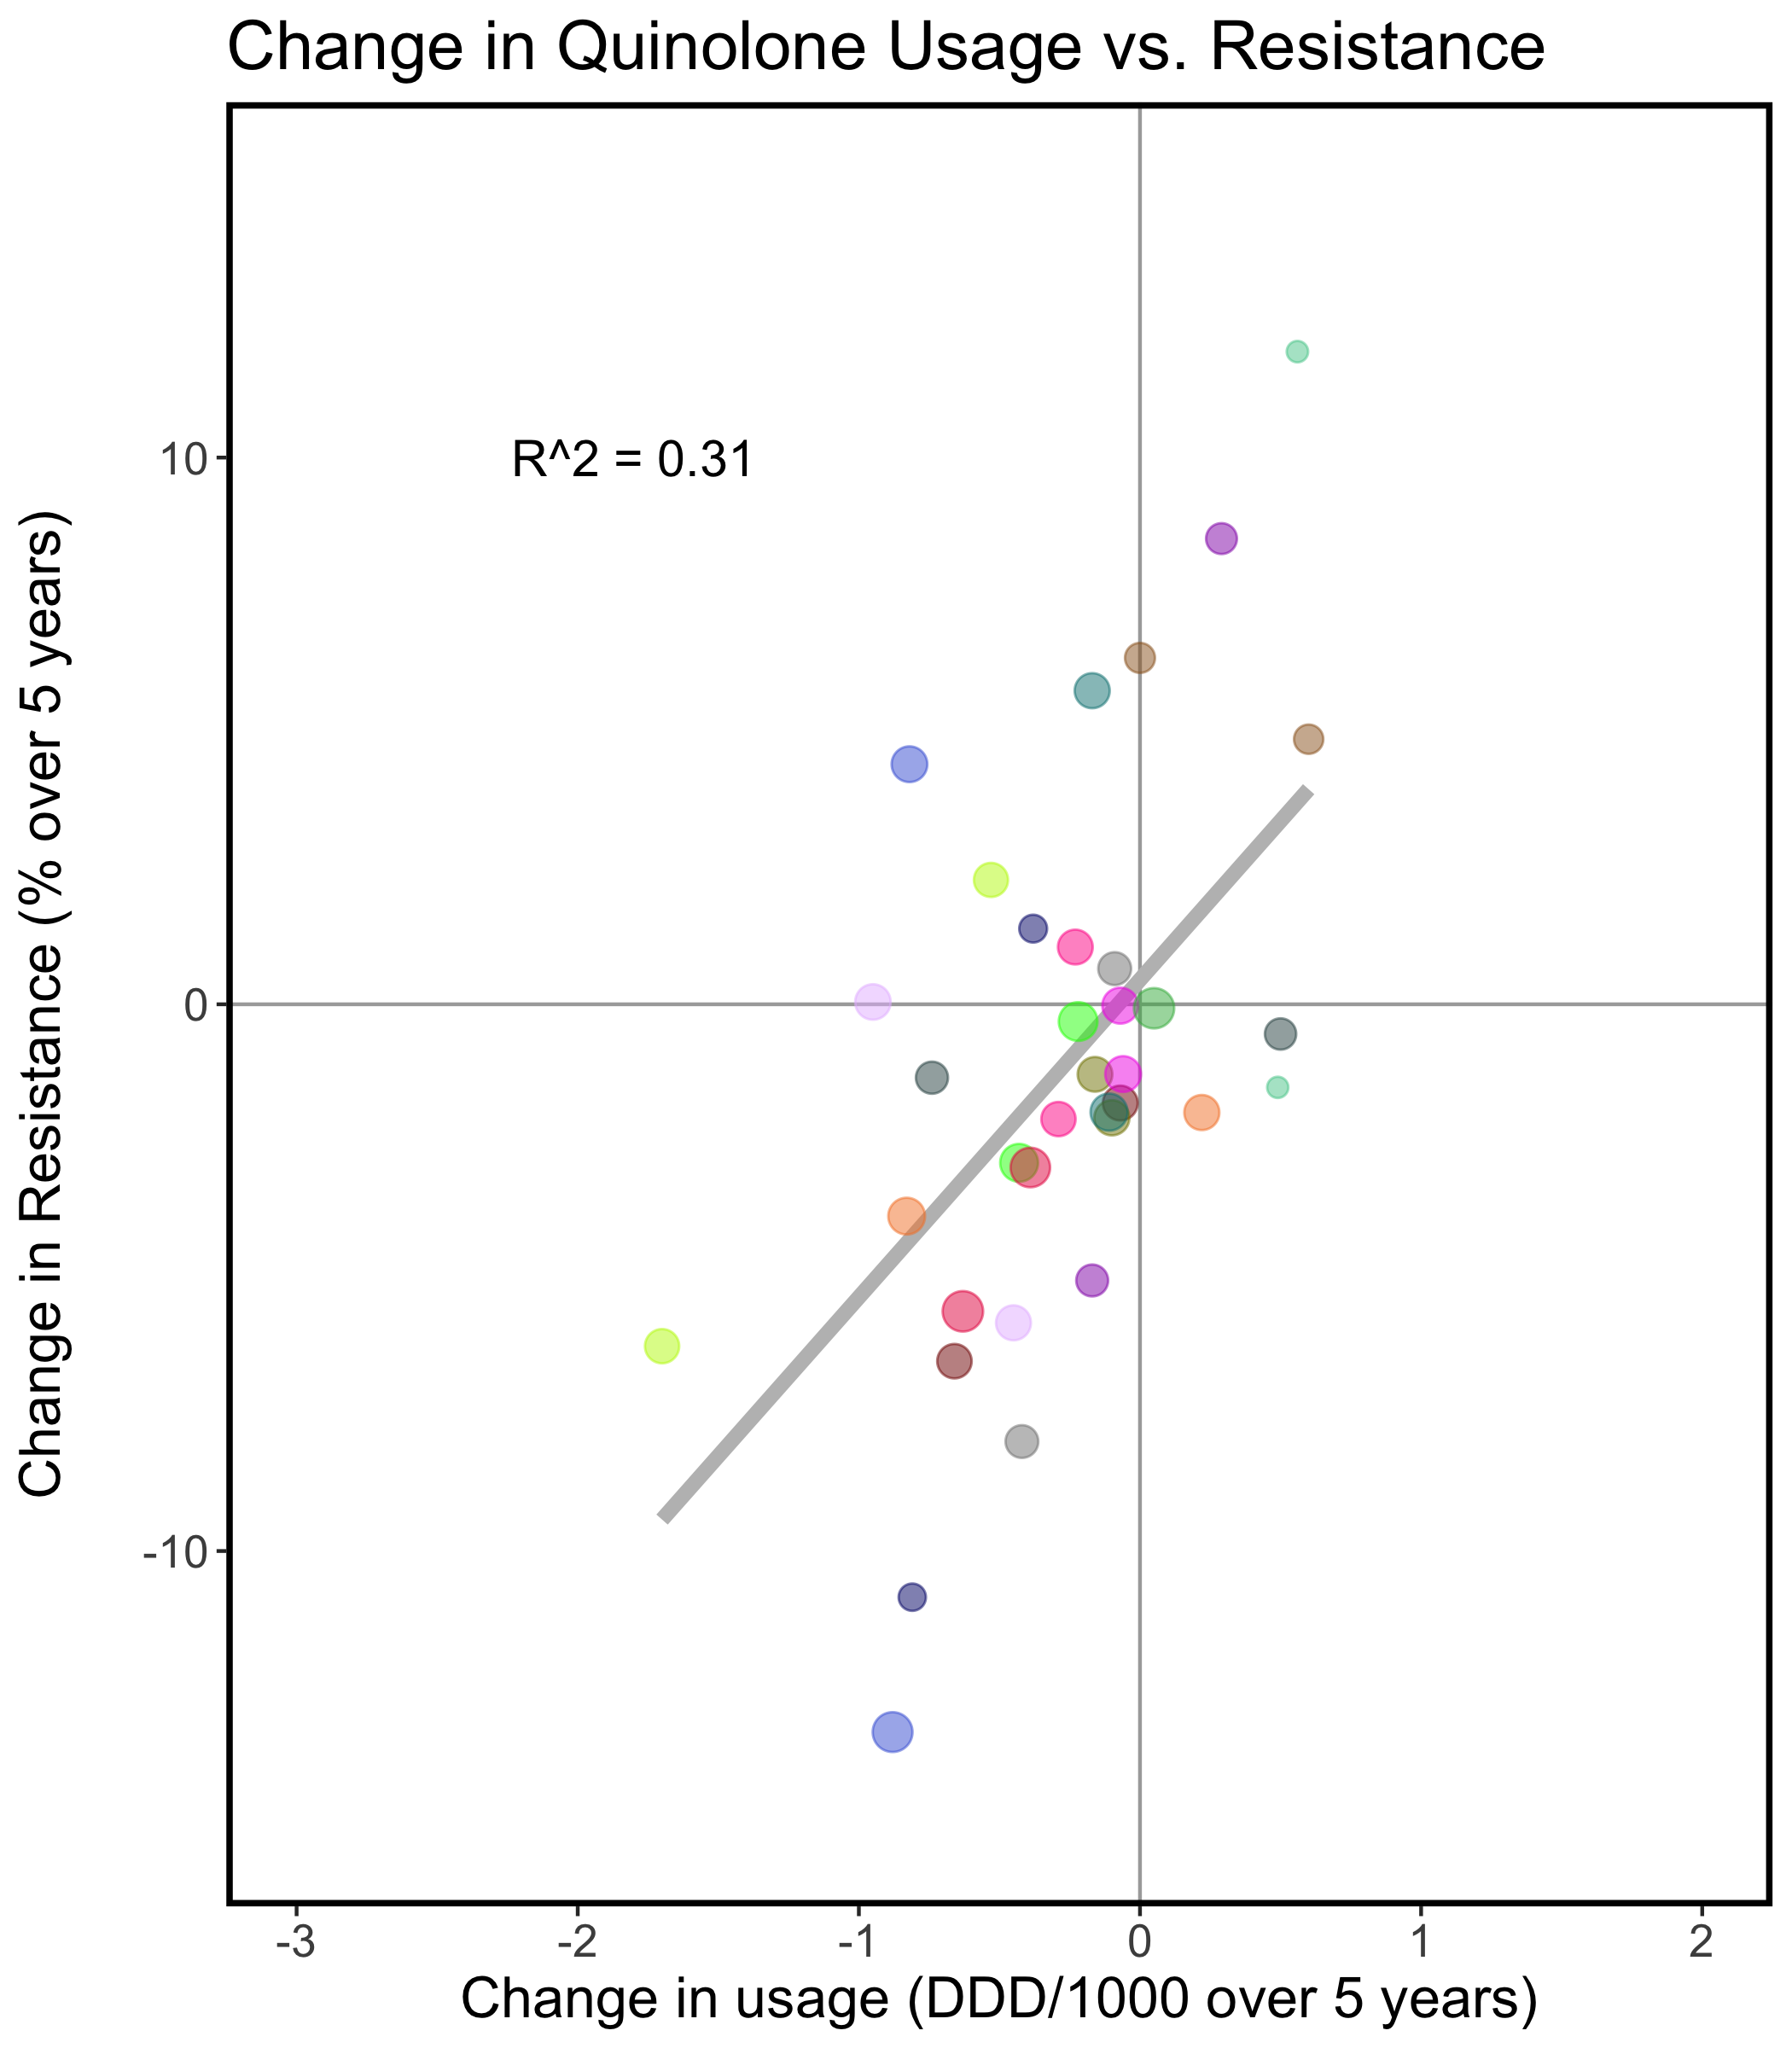 Change in Quinolone Usage vs. Resistance
R^2 = 0.31
10
0
-10
Change in Resistance (% over 5 years)
-3 -2 -1 0 1 2
Change in usage (DDD/1000 over 5 years)